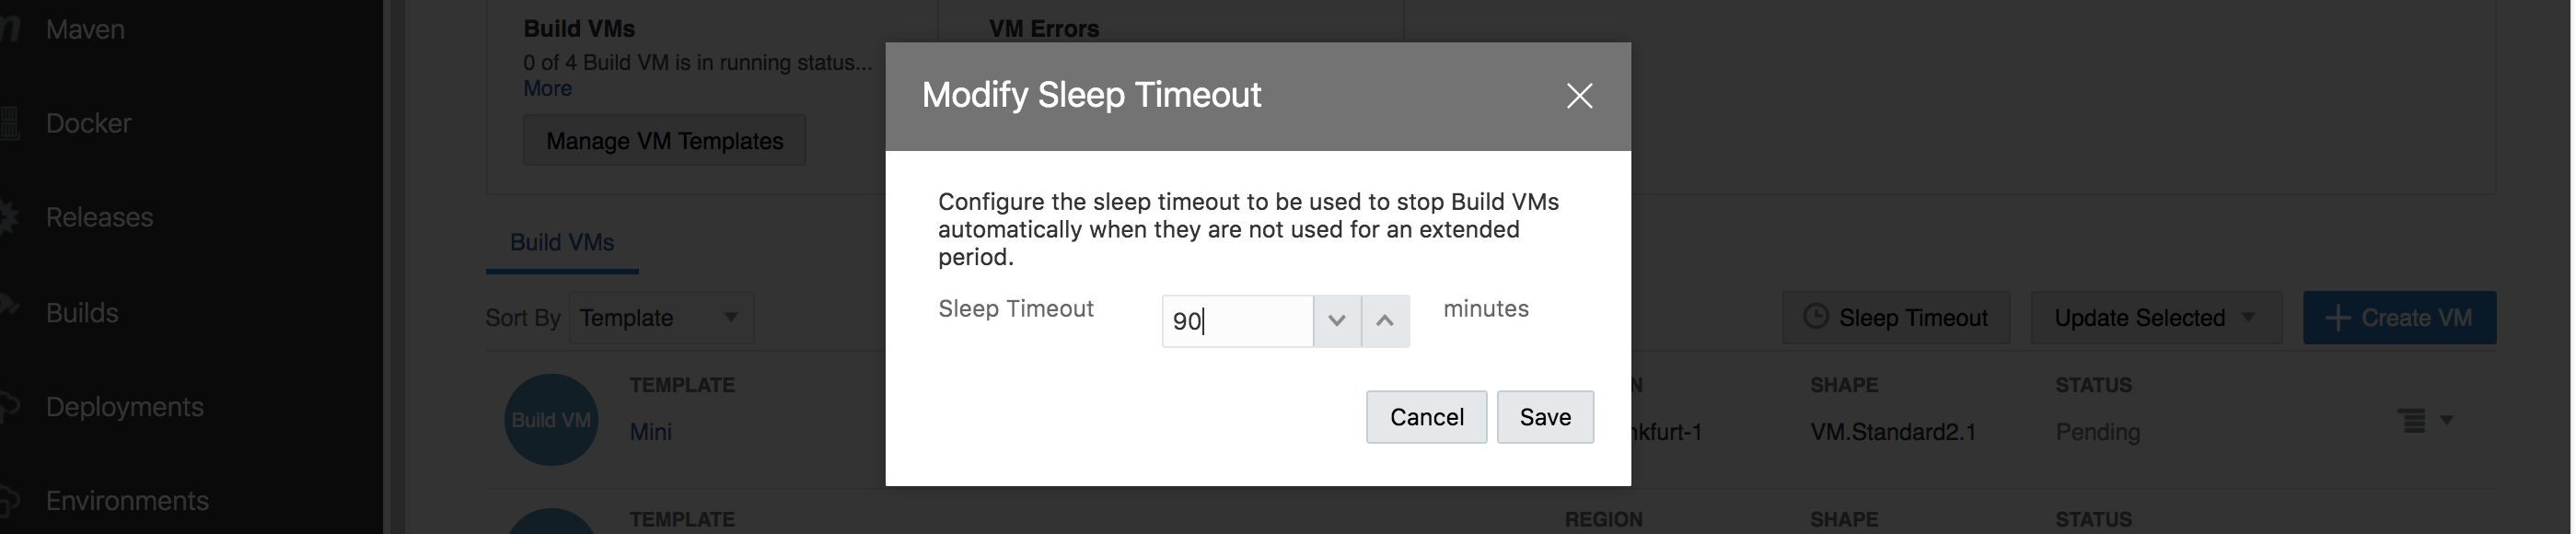 Maven
Docker
Releases
Builds
Deployments
Environments
Build VMs
0 of 4 Build VM is in running status...
More
Manage VM Templates
VM Errors
Build VMs
Sort By Template
Sleep Timeout
Update Selected
Create VM
Modify Sleep Timeout
Configure the sleep timeout to be used to stop Build VMs
automatically when they are not used for an extended
period.
Sleep Timeout 90 minutes
Cancel Save
Build VM
TEMPLATE
Mini
N
nkfurt-1
SHAPE
VM.Standard2.1
STATUS
Pending
TEMPLATE REGION SHAPE STATUS